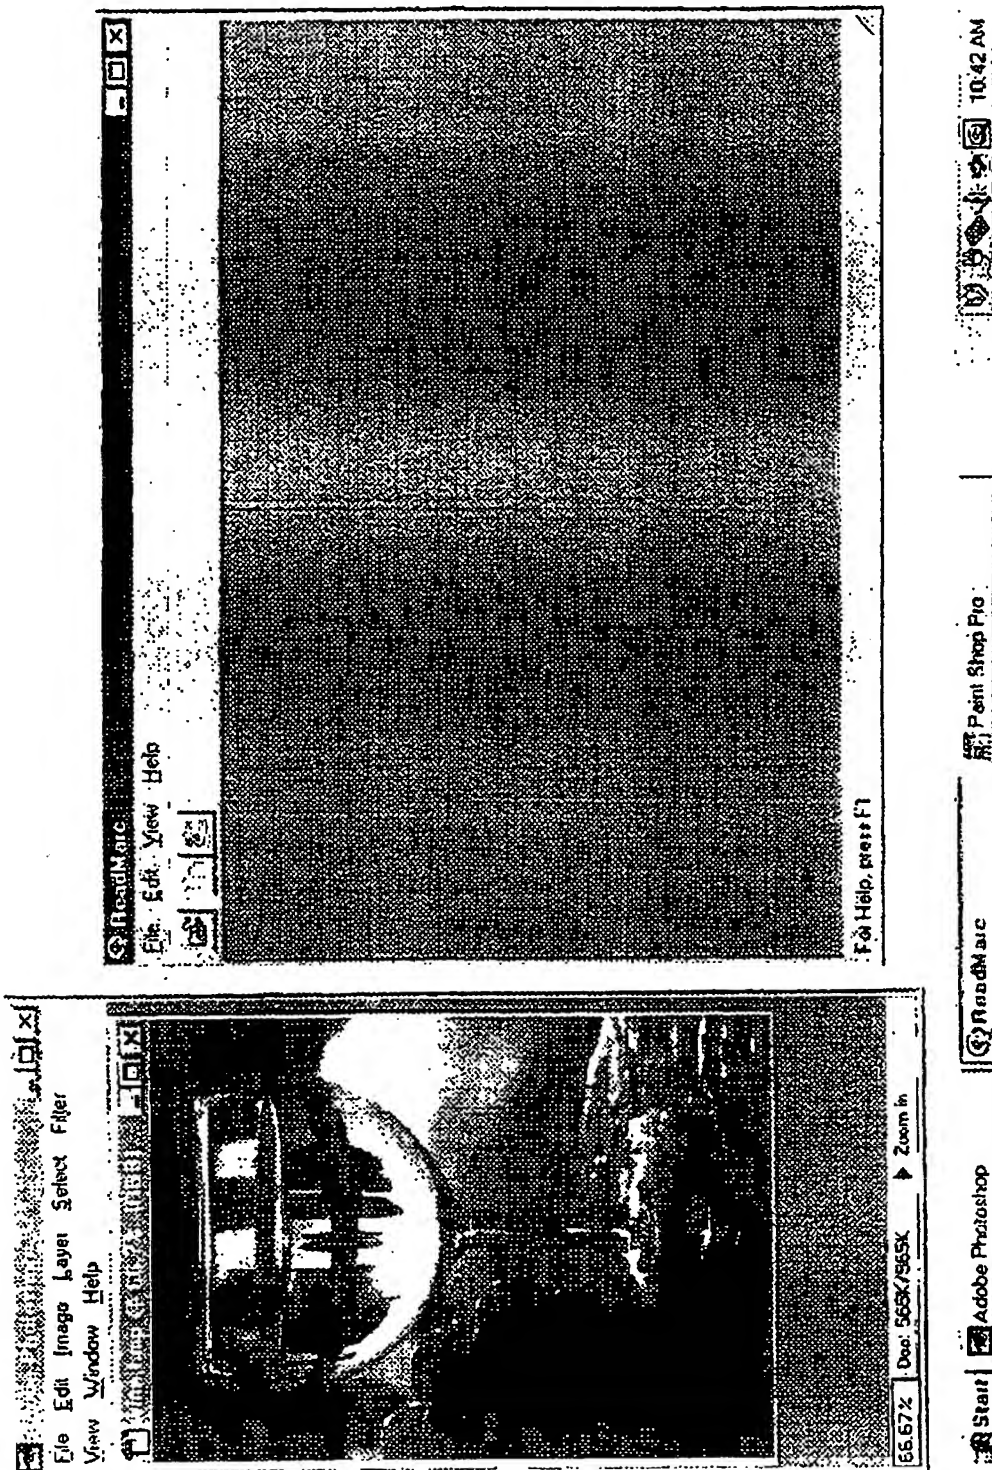 File Edit Image Layer Select Filter
View Window Help
66.67% Doc: 565K/565K Zoom in
ReadMarc
File Edit View Help
For Help, press F1
Start Adobe Photoshop ReadMarc Paint Shop Pro 10:42 AM